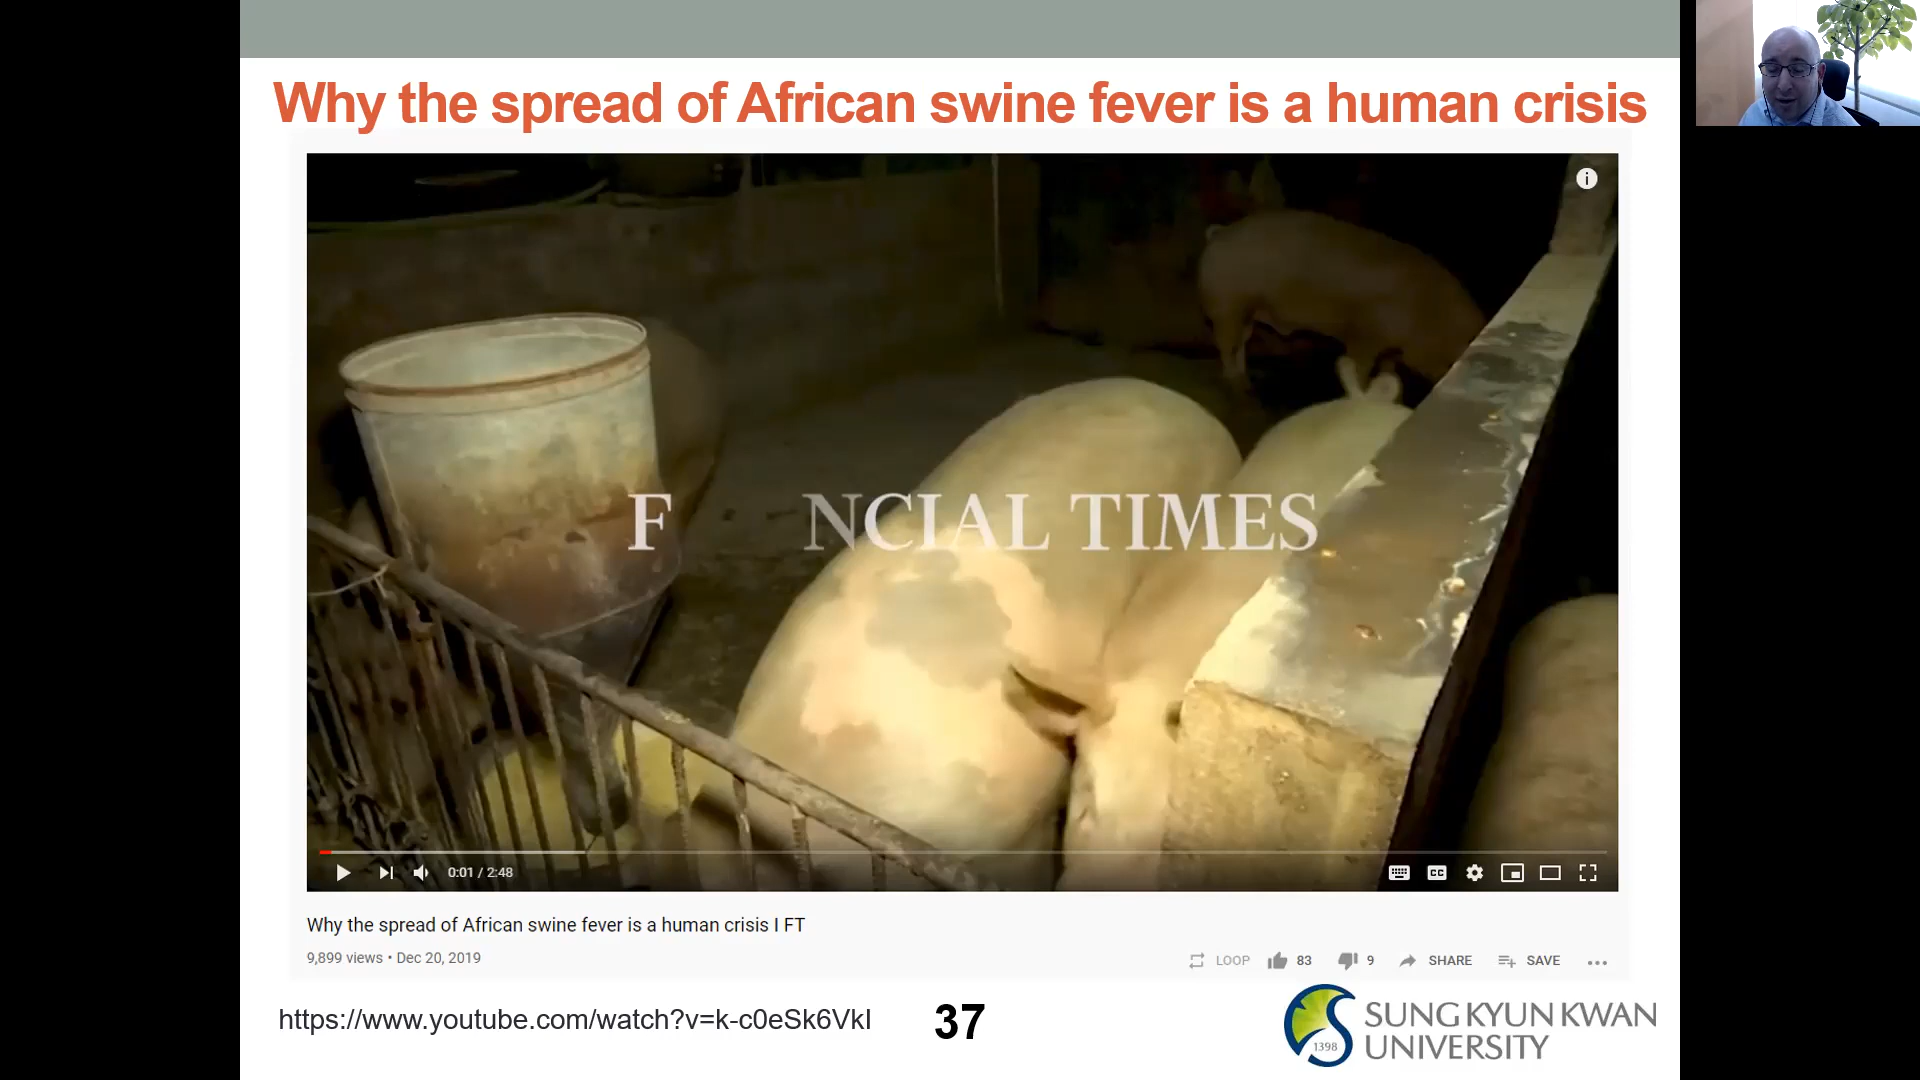 Why the spread of African swine fever is a human crisis
F NCIAL TIMES
0:01 / 2:48
CC
Why the spread of African swine fever is a human crisis I FT
9,899 views • Dec 20, 2019
LOOP 83 9 SHARE SAVE
https://www.youtube.com/watch?v=k-c0eSk6VkI
37
1398
SUNG KYUN KWAN
UNIVERSITY